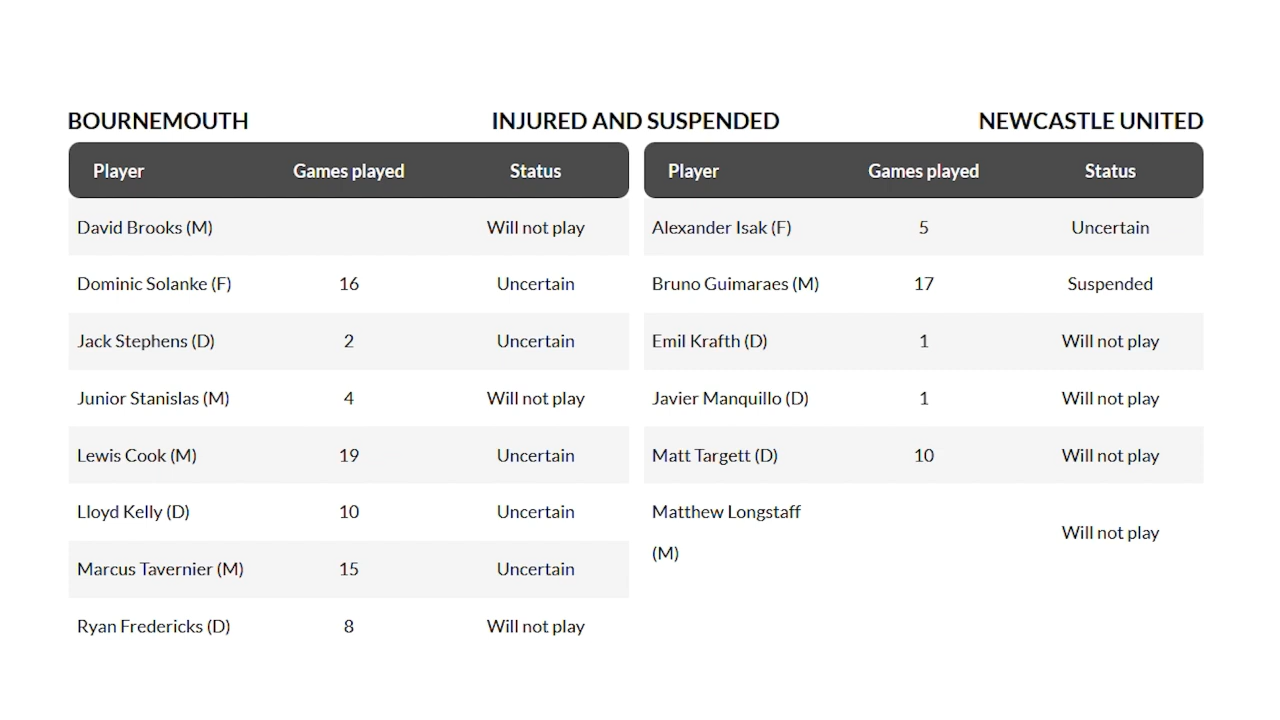 BOURNEMOUTH INJURED AND SUSPENDED NEWCASTLE UNITED
Player Games played Status Player Games played Status
David Brooks (M) Will not play Alexander Isak (F) 5 Uncertain
Dominic Solanke (F) 16 Uncertain Bruno Guimaraes (M) 17 Suspended
Jack Stephens (D) 2 Uncertain Emil Krafth (D) 1 Will not play
Junior Stanislas (M) 4 Will not play Javier Manquillo (D) 1 Will not play
Lewis Cook (M) 19 Uncertain Matt Targett (D) 10 Will not play
Lloyd Kelly (D) 10 Uncertain Matthew Longstaff
(M) Will not play
Marcus Tavernier (M) 15 Uncertain
Ryan Fredericks (D) 8 Will not play